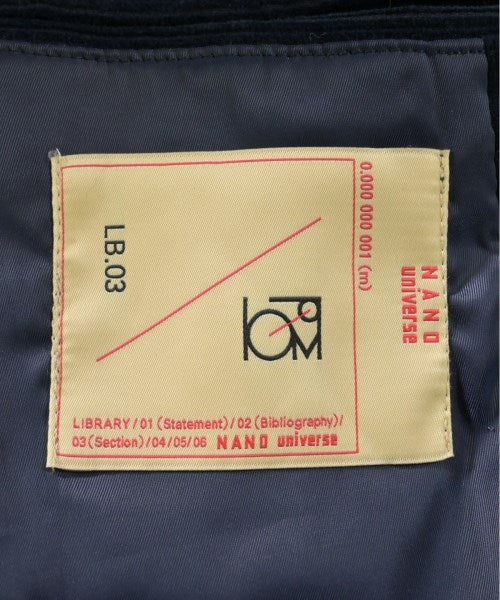 0.000 000 001 (m)
NANO
universe
LB.03
LIBRARY/01 (Statement)/02 (Bibliography)/
03 (Section)/04/05/06 NANO universe